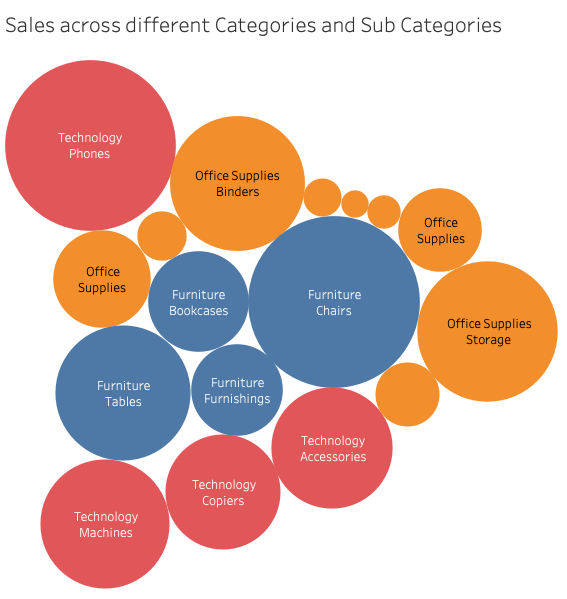 Sales across different Categories and Sub Categories
Technology
Phones
Office Supplies
Binders
Office
Supplies
Office
Supplies
Furniture
Bookcases
Furniture
Chairs
Office Supplies
Storage
Furniture
Tables
Furniture
Furnishings
Technology
Accessories
Technology
Copiers
Technology
Machines